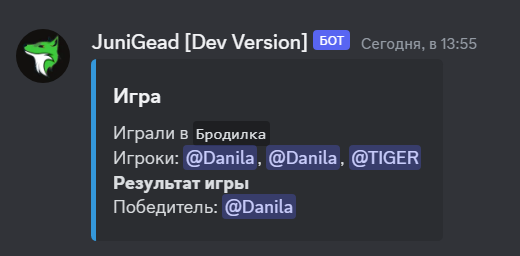 JuniGead [Dev Version] БОТ Сегодня, в 13:55
Игра
Играли в Бродилка
Игроки: @Danila, @Danila, @TIGER
Результат игры
Победитель: @Danila